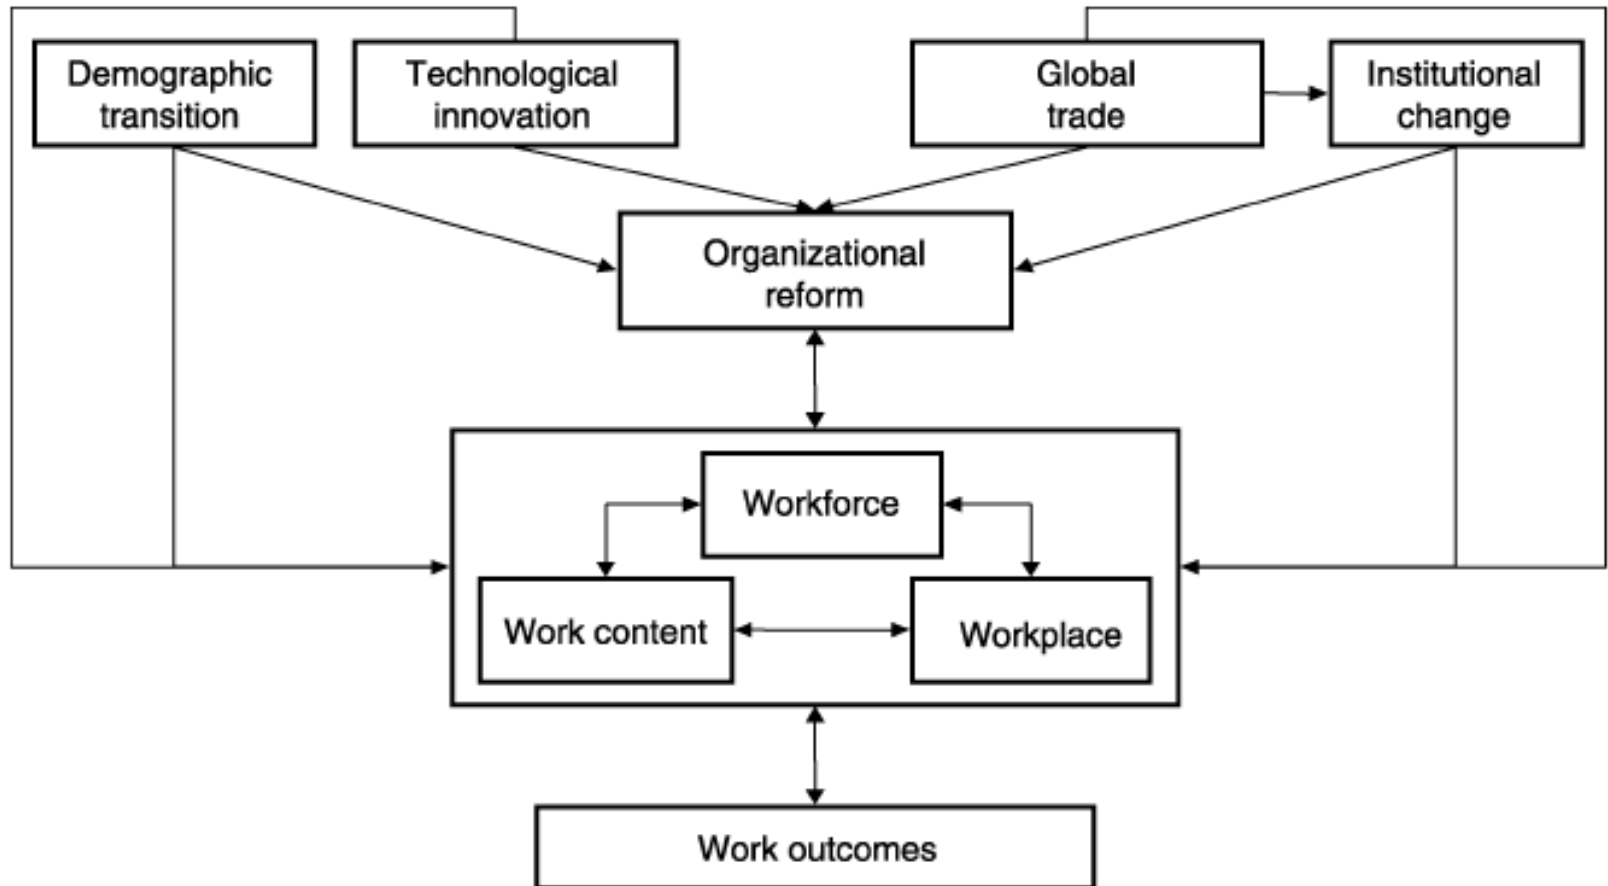 Demographic
transition
Technological
innovation
Global
trade
Institutional
change
Organizational
reform
Workforce
Work content
Workplace
Work outcomes